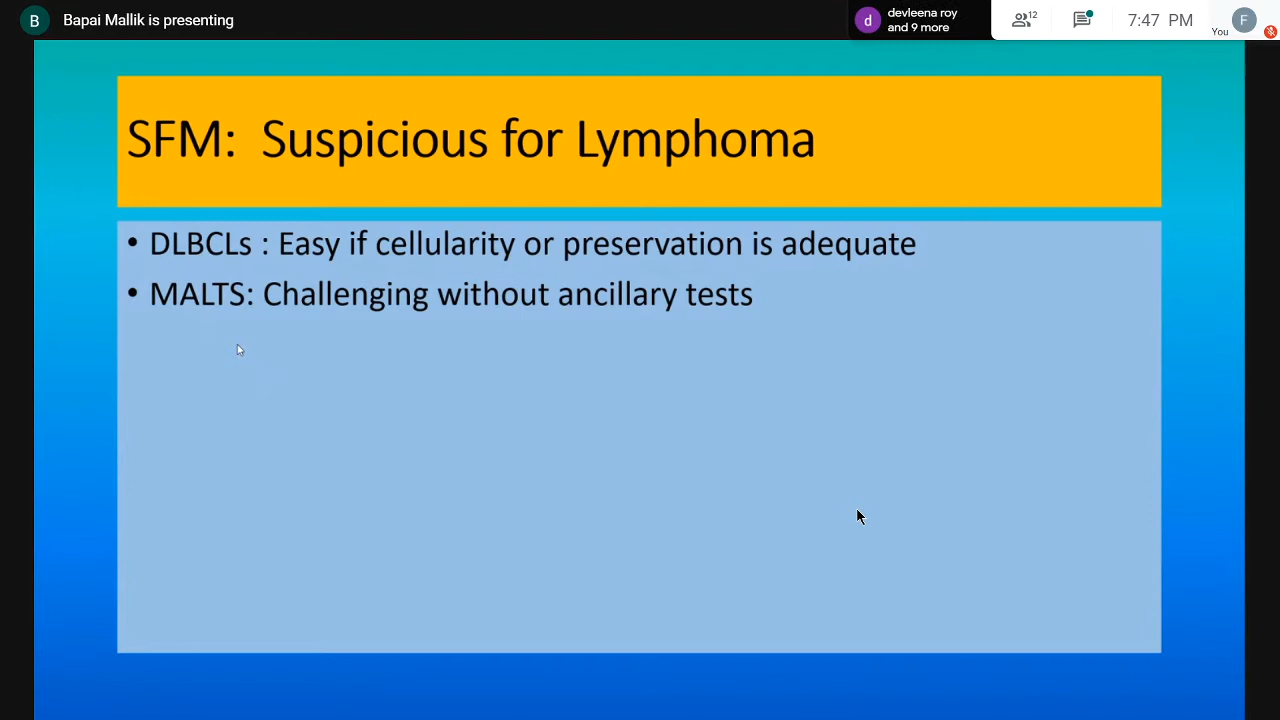 B
Bapai Mallik is presenting
d
devleena roy
and 9 more
12
7:47 PM
You
F
SFM: Suspicious for Lymphoma
• DLBCLs : Easy if cellularity or preservation is adequate
• MALTS: Challenging without ancillary tests